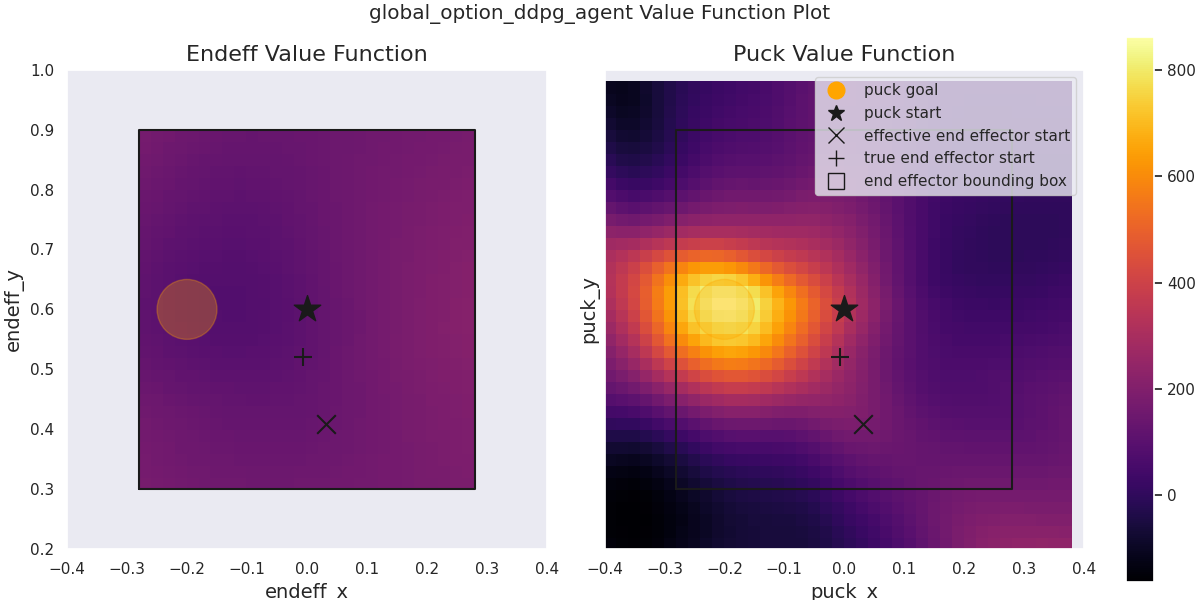 global_option_ddpg_agent Value Function Plot
Endeff Value Function
1.0
0.9
0.8
0.7
0.6
0.5
0.4
0.3
0.2
endeff_y
−0.4 −0.3 −0.2 −0.1 0.0 0.1 0.2 0.3 0.4
endeff_x
Puck Value Function
puck goal
puck start
effective end effector start
true end effector start
end effector bounding box
puck_y
−0.4 −0.3 −0.2 −0.1 0.0 0.1 0.2 0.3 0.4
puck_x
800
600
400
200
0